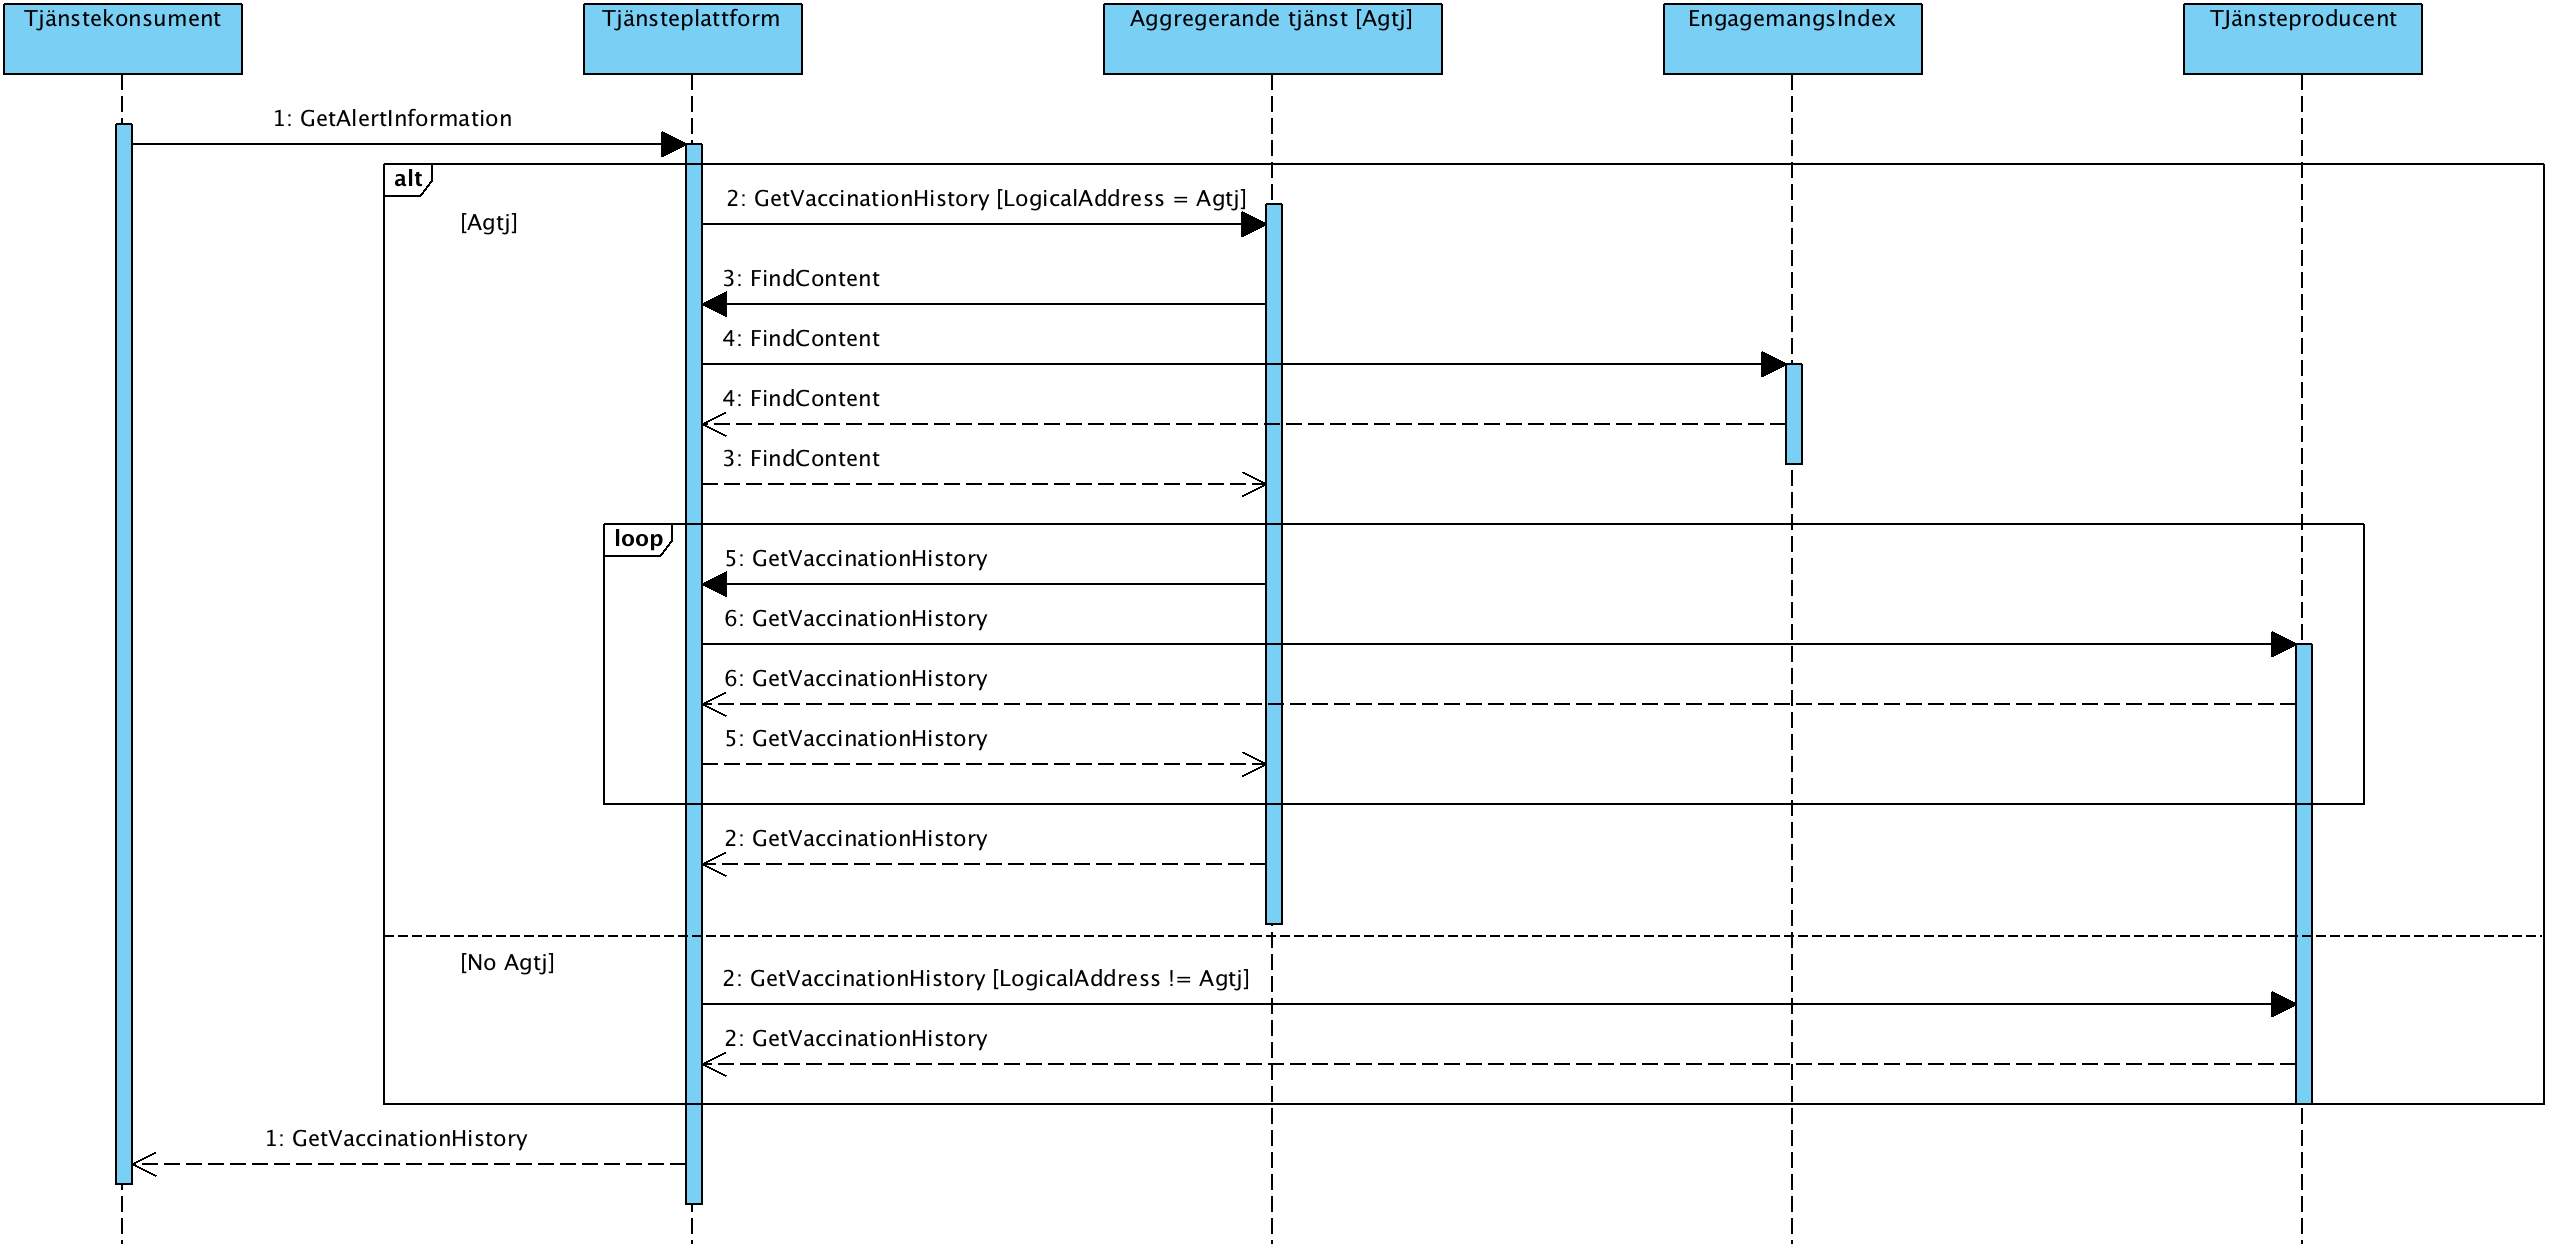 Tjänstekonsument
Tjänsteplattform
Aggregerande tjänst [Agtj]
EngagemangsIndex
TJänsteproducent
1: GetAlertInformation
alt
[Agtj]
2: GetVaccinationHistory [LogicalAddress = Agtj]
3: FindContent
4: FindContent
4: FindContent
3: FindContent
loop
5: GetVaccinationHistory
6: GetVaccinationHistory
6: GetVaccinationHistory
5: GetVaccinationHistory
2: GetVaccinationHistory
[No Agtj]
2: GetVaccinationHistory [LogicalAddress != Agtj]
2: GetVaccinationHistory
1: GetVaccinationHistory